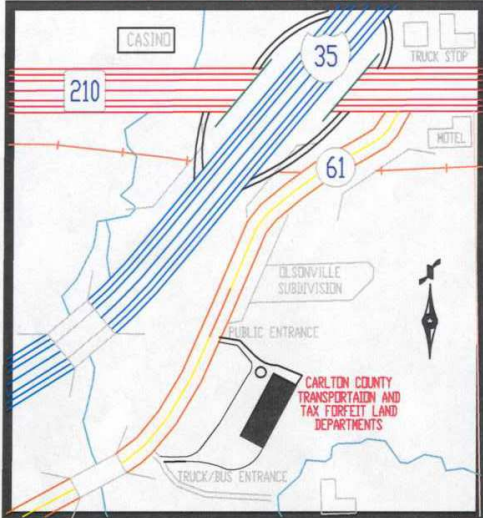 CASINO
35
TRUCK STOP
210
MOTEL
61
OLSONVILLE
SUBDIVISION
PUBLIC ENTRANCE
CARLTON COUNTY
TRANSPORTAION AND
TAX FORFEIT LAND
DEPARTMENTS
TRUCK/BUS ENTRANCE